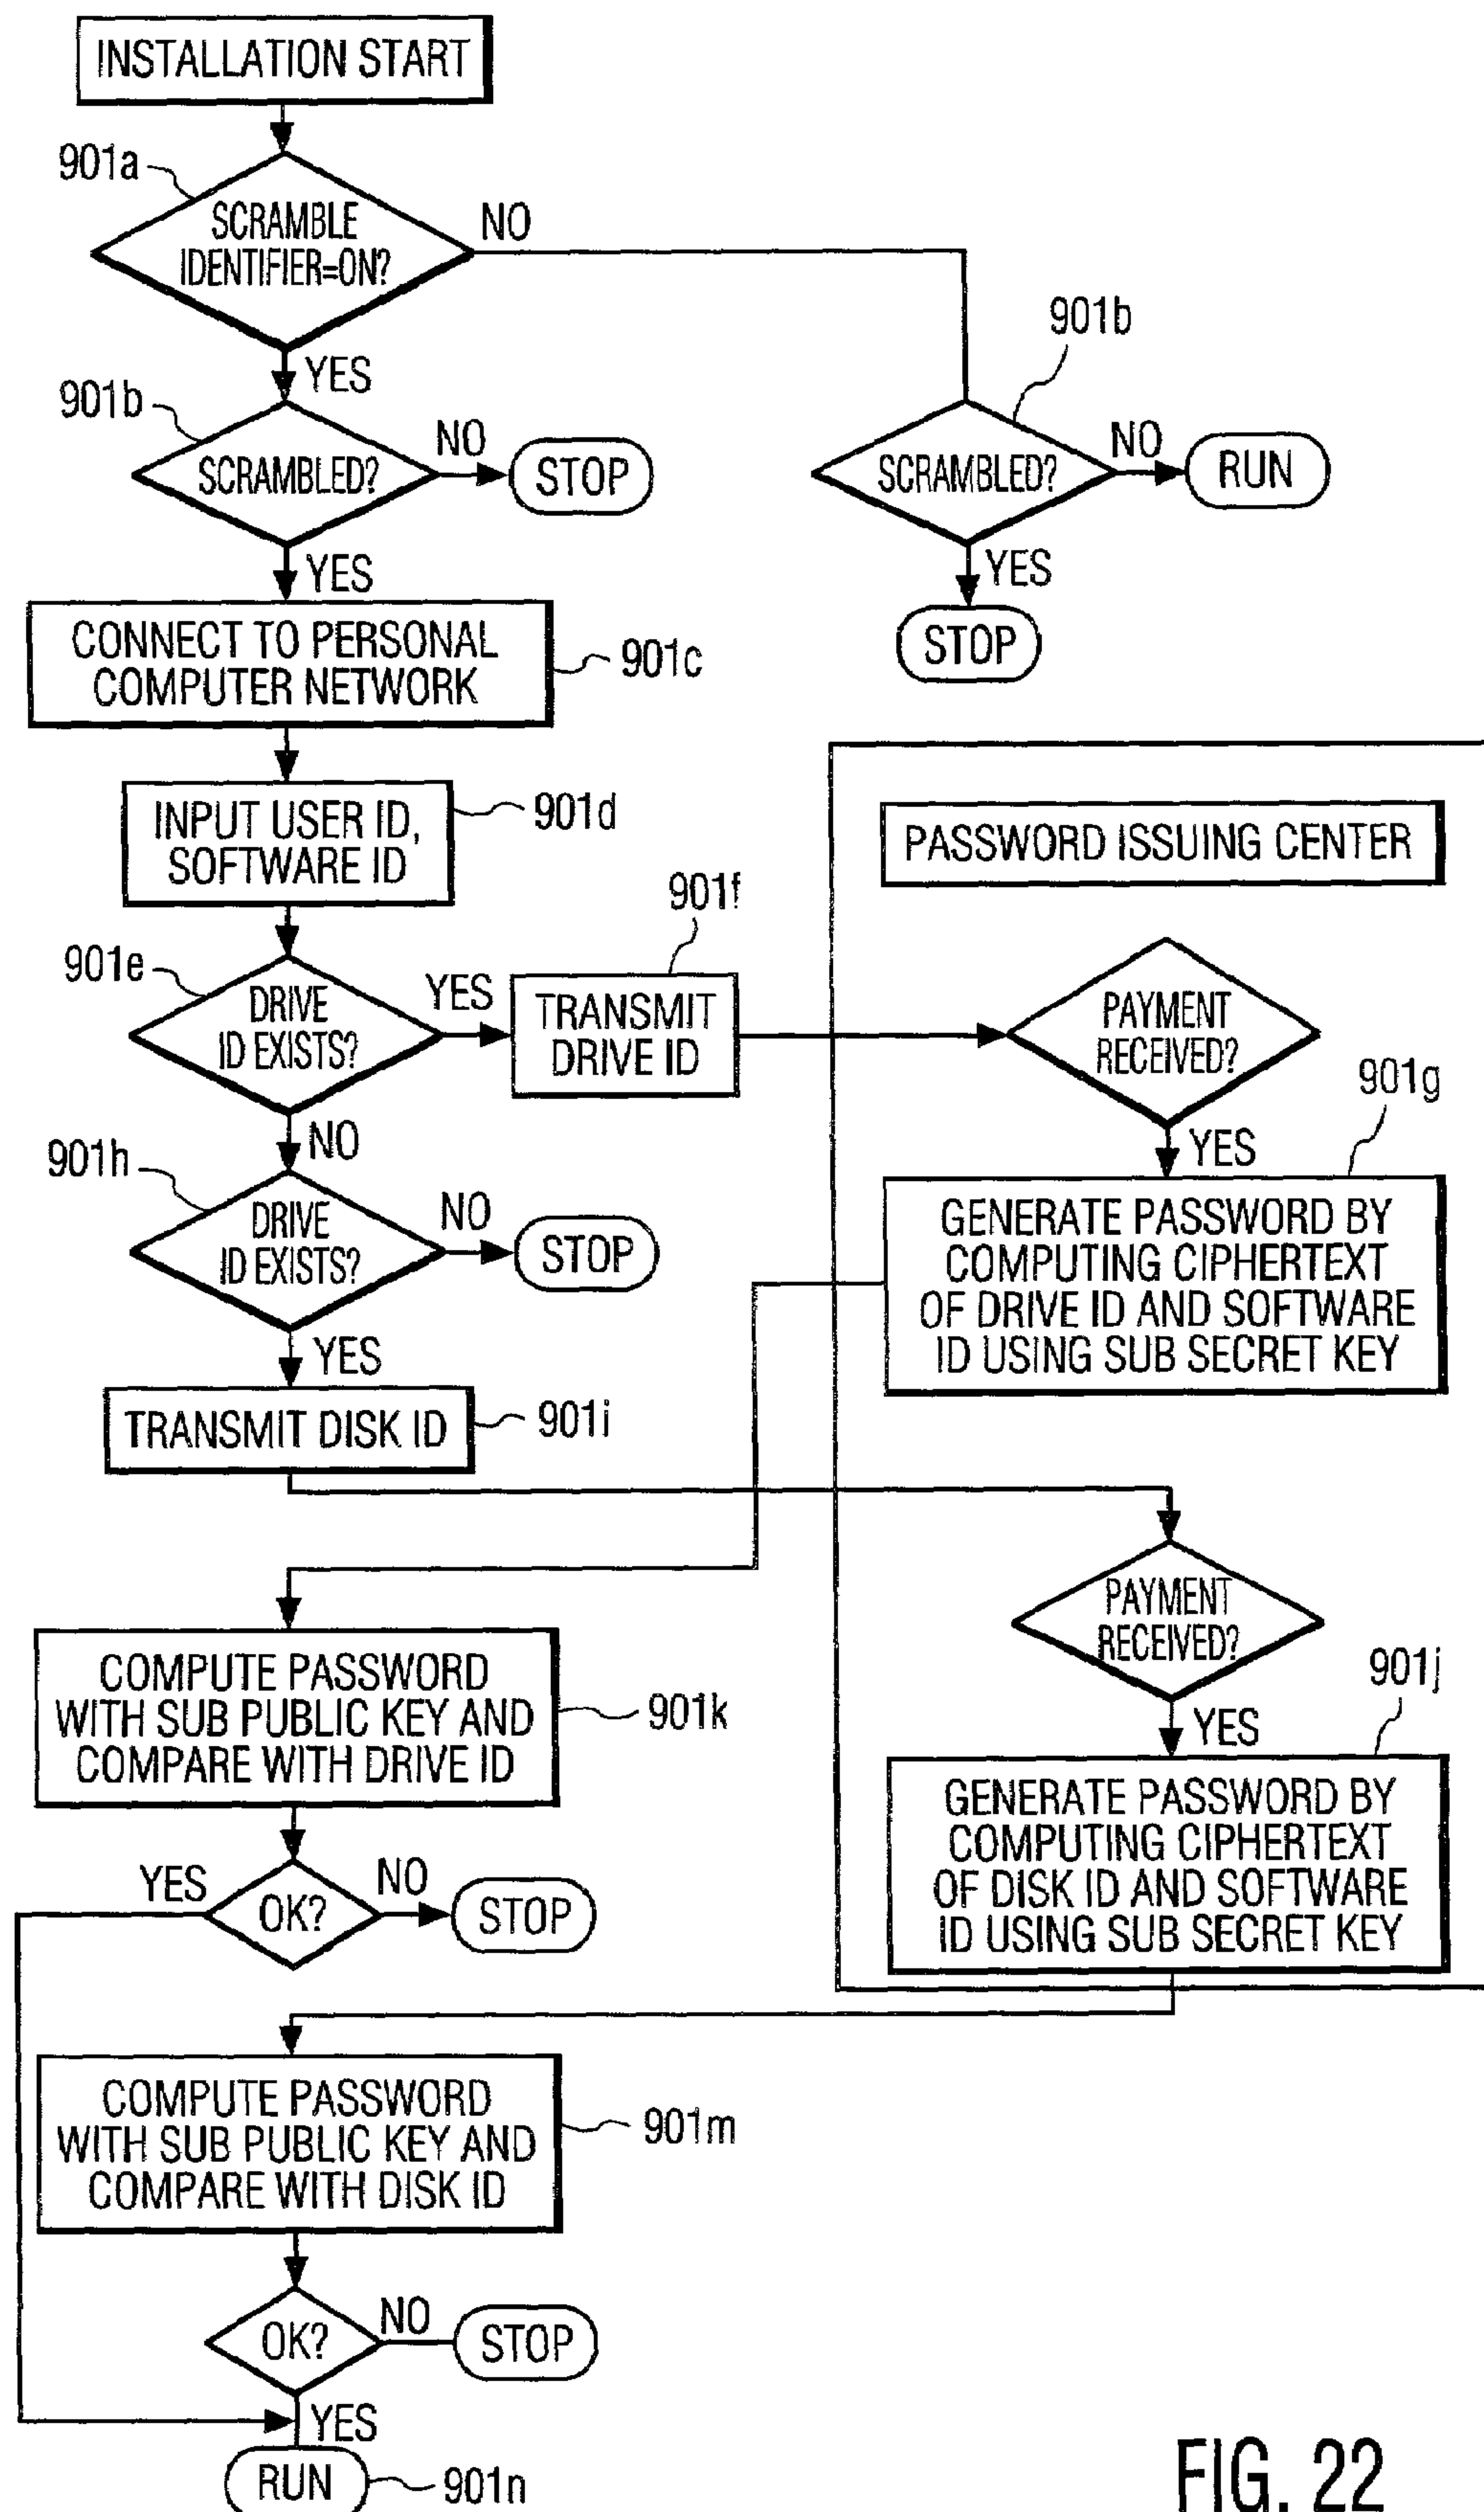 INSTALLATION START
901a
SCRAMBLE
IDENTIFIER=ON?
NO
YES
901b
SCRAMBLED?
NO
STOP
901b
SCRAMBLED?
NO
RUN
YES
STOP
YES
CONNECT TO PERSONAL
COMPUTER NETWORK
901c
INPUT USER ID,
SOFTWARE ID
901d
PASSWORD ISSUING CENTER
901e
DRIVE
ID EXISTS?
YES
901f
TRANSMIT
DRIVE ID
PAYMENT
RECEIVED?
YES
901g
GENERATE PASSWORD BY
COMPUTING CIPHERTEXT
OF DRIVE ID AND SOFTWARE
ID USING SUB SECRET KEY
NO
901h
DRIVE
ID EXISTS?
NO
STOP
YES
TRANSMIT DISK ID
901i
PAYMENT
RECEIVED?
YES
901j
GENERATE PASSWORD BY
COMPUTING CIPHERTEXT
OF DISK ID AND SOFTWARE
ID USING SUB SECRET KEY
COMPUTE PASSWORD
WITH SUB PUBLIC KEY AND
COMPARE WITH DRIVE ID
901k
YES
OK?
NO
STOP
COMPUTE PASSWORD
WITH SUB PUBLIC KEY AND
COMPARE WITH DISK ID
901m
OK?
NO
STOP
YES
RUN
901n
FIG. 22